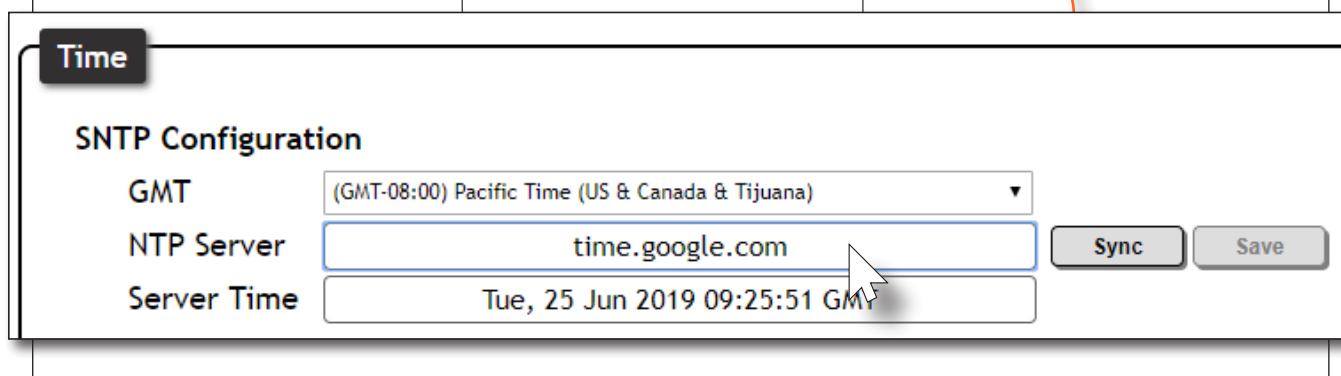 Time
SNTP Configuration
GMT (GMT-08:00) Pacific Time (US & Canada & Tijuana)
NTP Server time.google.com Sync Save
Server Time Tue, 25 Jun 2019 09:25:51 GMT